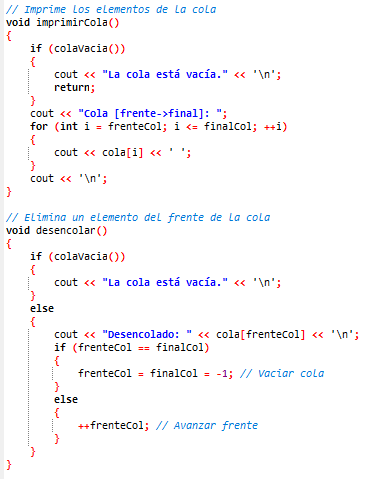 // Imprime los elementos de la cola
void imprimirCola()
{
    if (colaVacia())
    {
        cout << "La cola está vacía." << '\n';
        return;
    }
    cout << "Cola [frente->final]: ";
    for (int i = frenteCol; i <= finalCol; ++i)
    {
        cout << cola[i] << ' ';
    }
    cout << '\n';
}

// Elimina un elemento del frente de la cola
void desencolar()
{
    if (colaVacia())
    {
        cout << "La cola está vacía." << '\n';
    }
    else
    {
        cout << "Desencolado: " << cola[frenteCol] << '\n';
        if (frenteCol == finalCol)
        {
            frenteCol = finalCol = -1; // Vaciar cola
        }
        else
        {
            ++frenteCol; // Avanzar frente
        }
    }
}